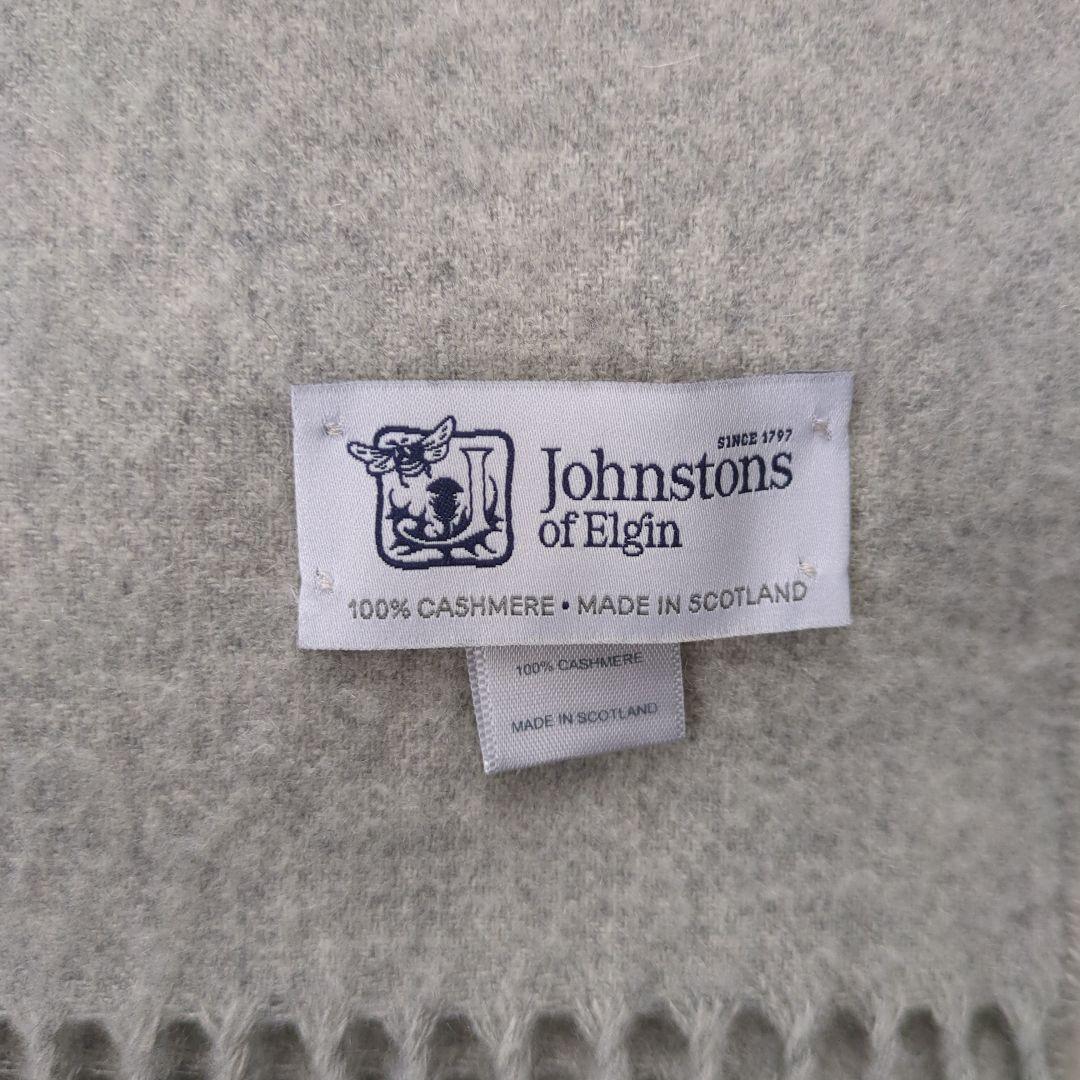 SINCE 1797
Johnstons
of Elgin
100% CASHMERE • MADE IN SCOTLAND
100% CASHMERE
MADE IN SCOTLAND